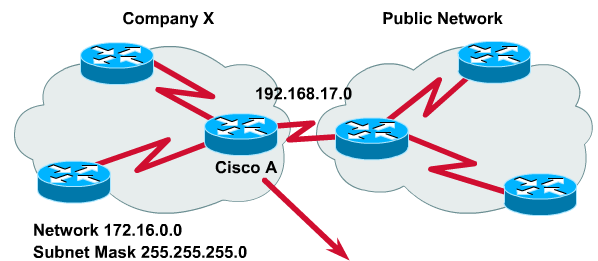 Company X
Public Network
192.168.17.0
Cisco A
Network 172.16.0.0
Subnet Mask 255.255.255.0